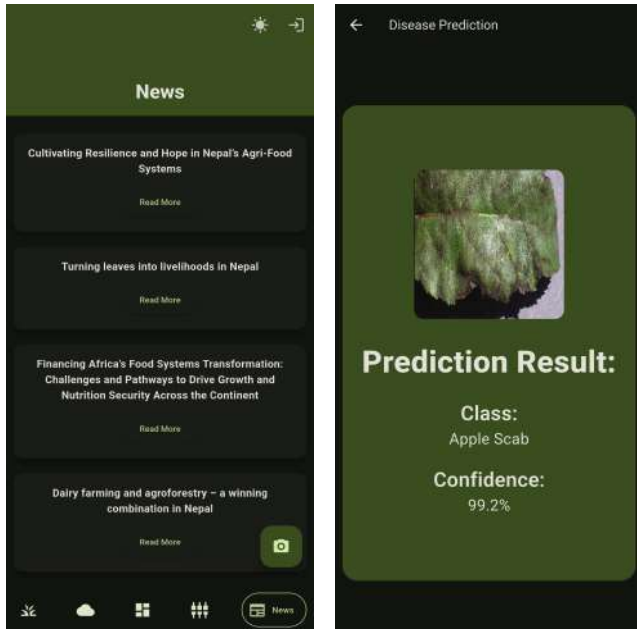 News
Cultivating Resilience and Hope in Nepal's Agri-Food
Systems
Read More
Turning leaves into livelihoods in Nepal
Read More
Financing Africa's Food Systems Transformation:
Challenges and Pathways to Drive Growth and
Nutrition Security Across the Continent
Read More
Dairy farming and agroforestry – a winning
combination in Nepal
Read More
News
Disease Prediction
Prediction Result:
Class:
Apple Scab
Confidence:
99.2%